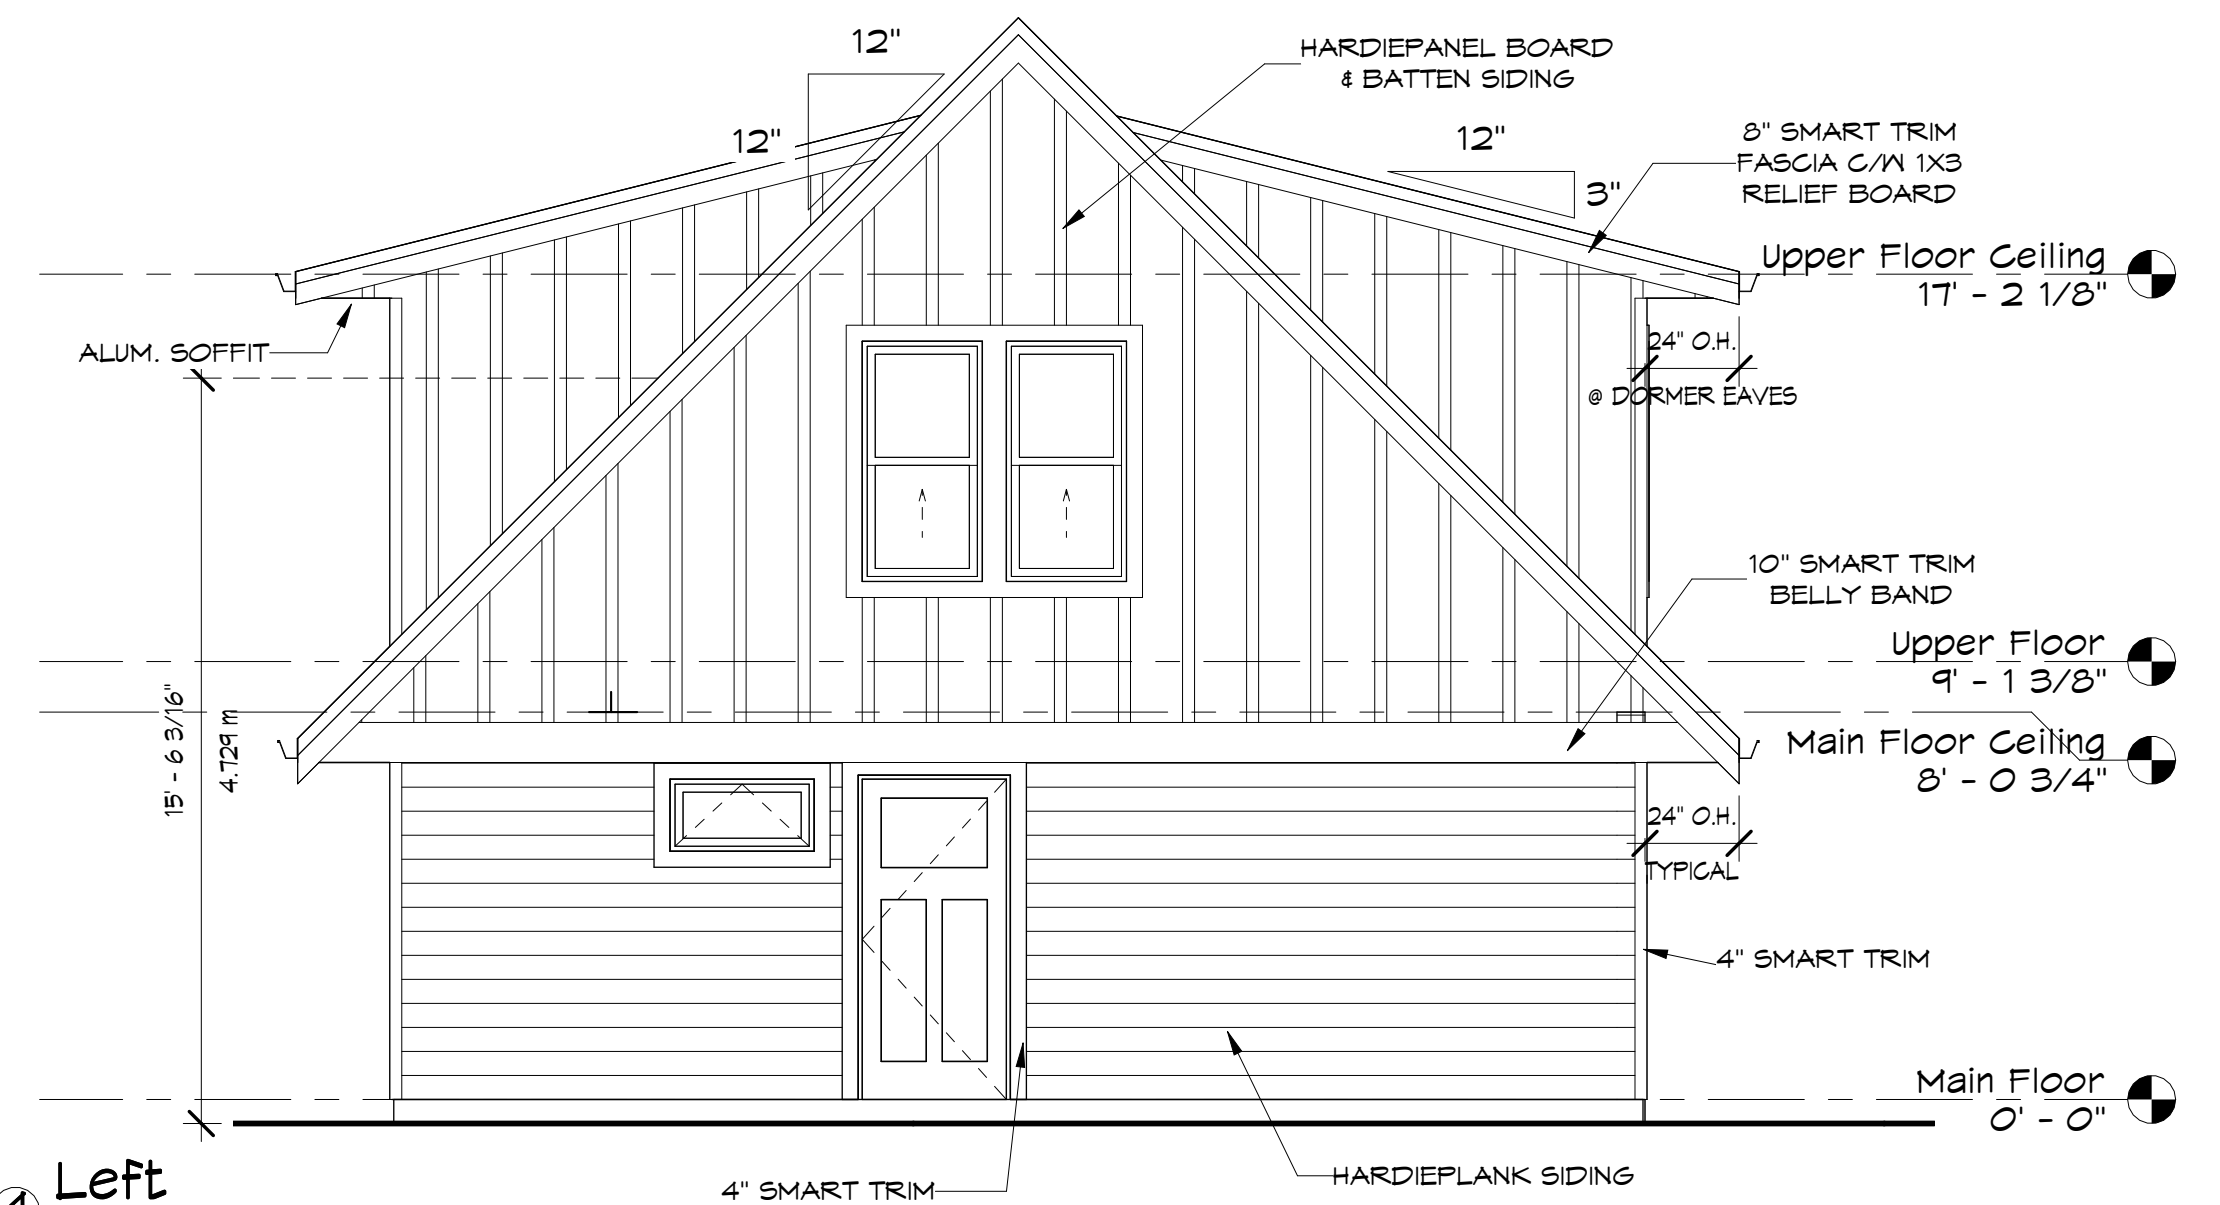 12"
HARDIEPANEL BOARD
& BATTEN SIDING
12"
12"
3"
8" SMART TRIM
FASCIA C/W 1X3
RELIEF BOARD
Upper Floor Ceiling
17' - 2 1/8"
ALUM. SOFFIT
24" O.H.
@ DORMER EAVES
10" SMART TRIM
BELLY BAND
Upper Floor
9' - 1 3/8"
15' - 6 3/16"
4.729 m
Main Floor Ceiling
8' - 0 3/4"
24" O.H.
TYPICAL
4" SMART TRIM
Main Floor
0' - 0"
4" SMART TRIM
HARDIEPLANK SIDING
Left